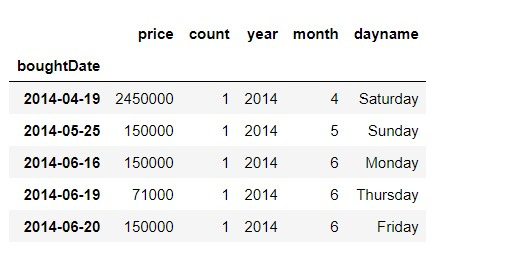 price count year month dayname
boughtDate
2014-04-19 2450000 1 2014 4 Saturday
2014-05-25 150000 1 2014 5 Sunday
2014-06-16 150000 1 2014 6 Monday
2014-06-19 71000 1 2014 6 Thursday
2014-06-20 150000 1 2014 6 Friday